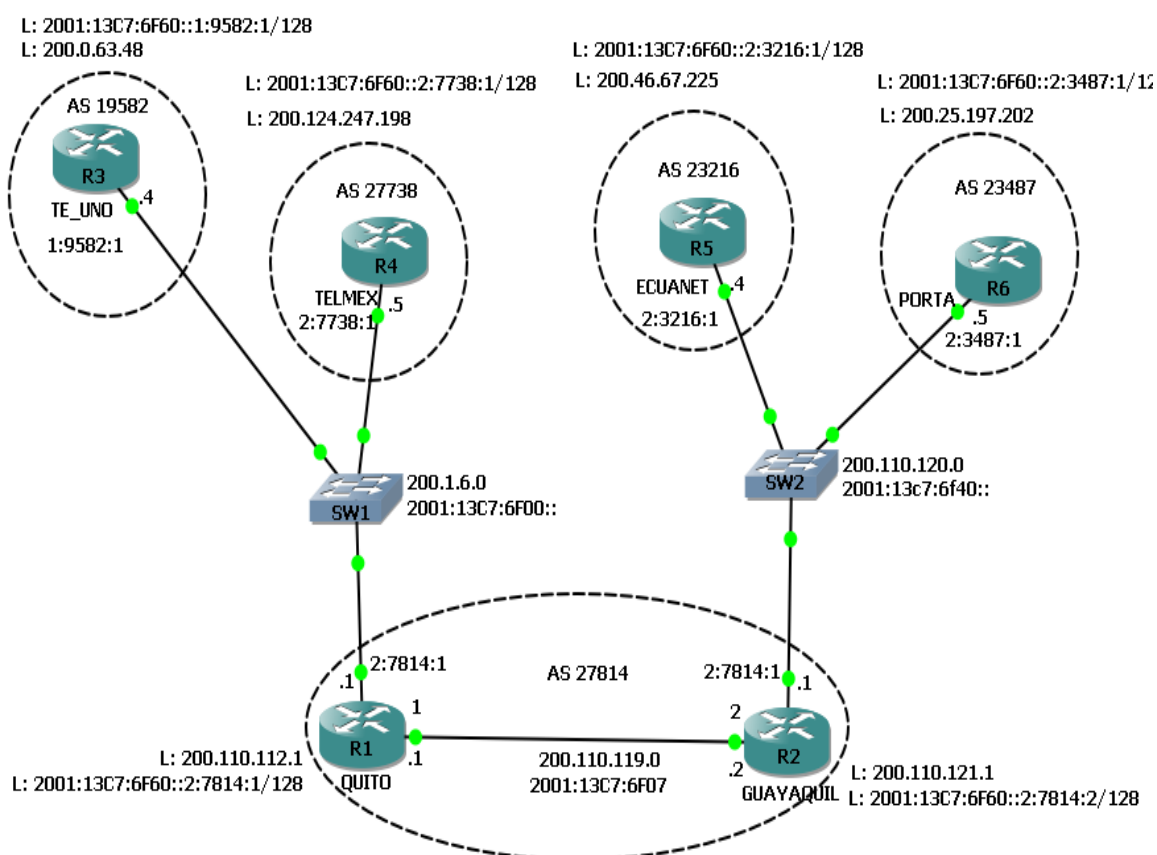 L: 2001:13C7:6F60::1:9582:1/128
L: 200.0.63.48
L: 2001:13C7:6F60::2:7738:1/128
L: 200.124.247.198
L: 2001:13C7:6F60::2:3216:1/128
L: 200.46.67.225
L: 2001:13C7:6F60::2:3487:1/12
L: 200.25.197.202
AS 19582
R3
.4
TE_UNO
1:9582:1
AS 27738
R4
TELMEX
.5
2:7738:1
AS 23216
R5
ECUANET
.4
2:3216:1
AS 23487
R6
PORTA
.5
2:3487:1
SW1
200.1.6.0
2001:13C7:6F00::
SW2
200.110.120.0
2001:13c7:6f40::
AS 27814
2:7814:1
.1
1
R1
.1
QUITO
L: 200.110.112.1
L: 2001:13C7:6F60::2:7814:1/128
200.110.119.0
2001:13C7:6F07
2:7814:1
.1
2
R2
.2
GUAYAQUIL
L: 200.110.121.1
L: 2001:13C7:6F60::2:7814:2/128